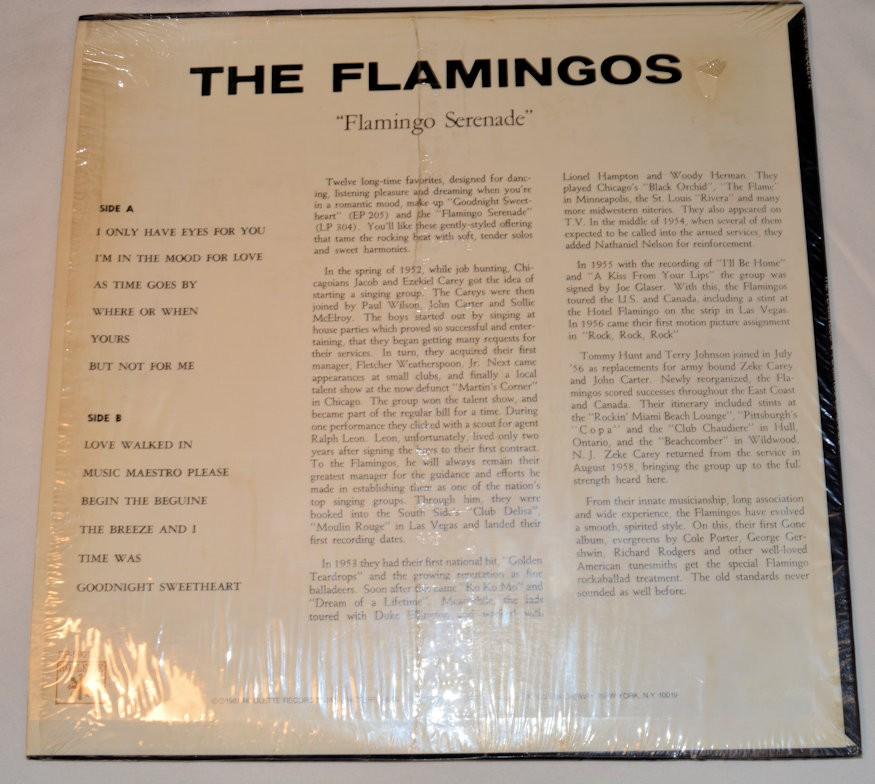 THE FLAMINGOS
"Flamingo Serenade"
SIDE A
I ONLY HAVE EYES FOR YOU
I'M IN THE MOOD FOR LOVE
AS TIME GOES BY
WHERE OR WHEN
YOURS
BUT NOT FOR ME
SIDE B
LOVE WALKED IN
MUSIC MAESTRO PLEASE
BEGIN THE BEGUINE
THE BREEZE AND I
TIME WAS
GOODNIGHT SWEETHEART
Twelve long-time favorites, designed for danc-
ing, listening pleasure and dreaming when you're
in a romantic mood, make up "Goodnight Sweet-
heart" (EP 205) and the "Flamingo Serenade"
(LP 304). You'll like these gently-styled offering
that tame the rocking beat with soft, tender solos
and sweet harmonies.
In the spring of 1952, while job hunting, Chi-
cagoians Jacob and Ezekiel Carey got the idea of
starting a singing group. The Careys were then
joined by Paul Wilson, John Carter and Sollie
McElroy. The boys started out by singing at
house parties which proved so successful and enter-
taining, that they began getting many requests for
their services. In turn, they acquired their first
manager, Fletcher Weatherspoon, Jr. Next came
appearances at small clubs, and finally a local
talent show at the now defunct "Martin's Corner"
in Chicago. The group won the talent show, and
became part of the regular bill for a time. During
one performance they clicked with a scout for agent
Ralph Leon. Leon, unfortunately, lived only two
years after signing the boys to their first contract.
To the Flamingos, he will always remain their
greatest manager for the guidance and efforts he
made in establishing them as one of the nation's
top singing groups. Through him, they were
booked into the South Side's "Club Delisa",
"Moulin Rouge" in Las Vegas and landed their
first recording dates.
In 1953 they had their first national hit, "Golden
Teardrops" and the growing reputation as fine
balladeers. Soon after this came "Ko Ko Mo" and
"Dream of a Lifetime". Meanwhile, the lads
toured with Duke Ellington,
Lionel Hampton and Woody Herman. They
played Chicago's "Black Orchid", "The Flame"
in Minneapolis, the St. Louis "Rivera" and many
more midwestern niteries. They also appeared on
T.V. In the middle of 1954, when several of them
expected to be called into the armed services, they
added Nathaniel Nelson for reinforcement.
In 1955 with the recording of "I'll Be Home"
and "A Kiss From Your Lips" the group was
signed by Joe Glaser. With this, the Flamingos
toured the U.S. and Canada, including a stint at
the Hotel Flamingo on the strip in Las Vegas.
In 1956 came their first motion picture assignment
in "Rock, Rock, Rock"
Tommy Hunt and Terry Johnson joined in July
'56 as replacements for army bound Zeke Carey
and John Carter. Newly reorganized, the Fla-
mingos scored successes throughout the East Coast
and Canada. Their itinerary included stints at
the "Rockin' Miami Beach Lounge", "Pittsburgh's
"Copa" and the "Club Chaudiere" in Hull,
Ontario, and the "Beachcomber" in Wildwood,
N. J. Zeke Carey returned from the service in
August 1958, bringing the group up to the full
strength heard here.
From their innate musicianship, long association
and wide experience, the Flamingos have evolved
a smooth, spirited style. On this, their first Gone
album, evergreens by Cole Porter, George Ger-
shwin, Richard Rodgers and other well-loved
American tunesmiths get the special Flamingo
rockaballad treatment. The old standards never
sounded as well before.
ROULETTE RECORDS NEW YORK, N.Y. 10019